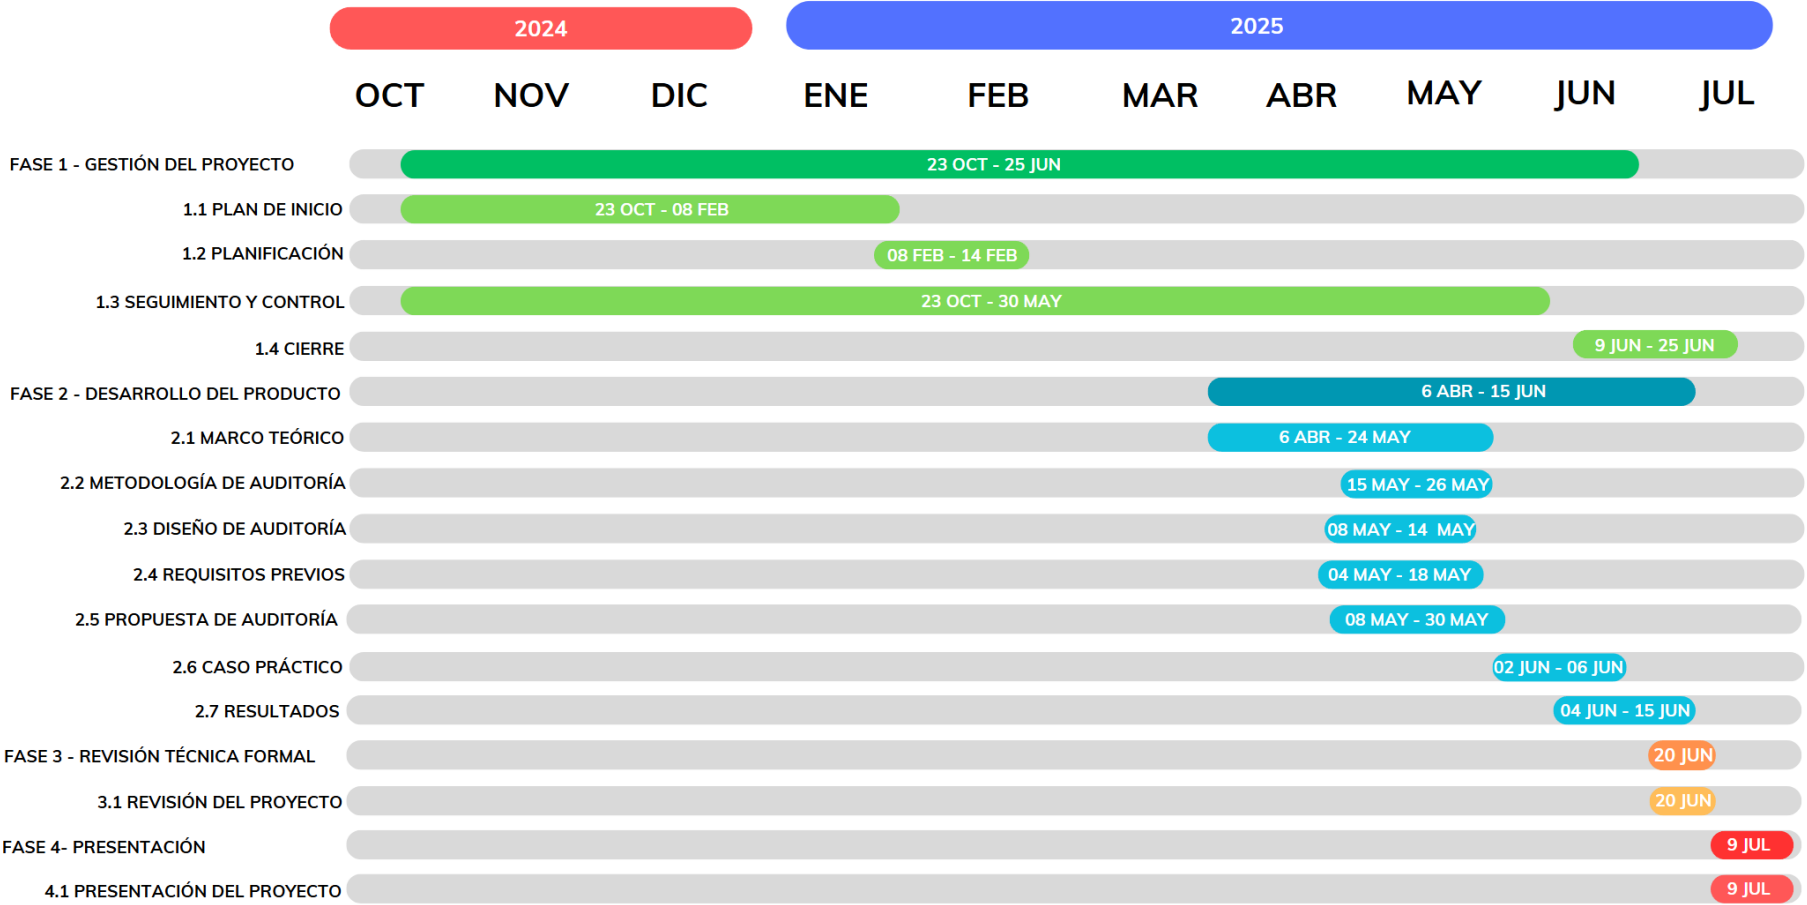 2024 2025
OCT NOV DIC ENE FEB MAR ABR MAY JUN JUL
FASE 1 - GESTIÓN DEL PROYECTO 23 OCT - 25 JUN
1.1 PLAN DE INICIO 23 OCT - 08 FEB
1.2 PLANIFICACIÓN 08 FEB - 14 FEB
1.3 SEGUIMIENTO Y CONTROL 23 OCT - 30 MAY
1.4 CIERRE 9 JUN - 25 JUN
FASE 2 - DESARROLLO DEL PRODUCTO 6 ABR - 15 JUN
2.1 MARCO TEÓRICO 6 ABR - 24 MAY
2.2 METODOLOGÍA DE AUDITORÍA 15 MAY - 26 MAY
2.3 DISEÑO DE AUDITORÍA 08 MAY - 14 MAY
2.4 REQUISITOS PREVIOS 04 MAY - 18 MAY
2.5 PROPUESTA DE AUDITORÍA 08 MAY - 30 MAY
2.6 CASO PRÁCTICO 02 JUN - 06 JUN
2.7 RESULTADOS 04 JUN - 15 JUN
FASE 3 - REVISIÓN TÉCNICA FORMAL 20 JUN
3.1 REVISIÓN DEL PROYECTO 20 JUN
FASE 4- PRESENTACIÓN 9 JUL
4.1 PRESENTACIÓN DEL PROYECTO 9 JUL